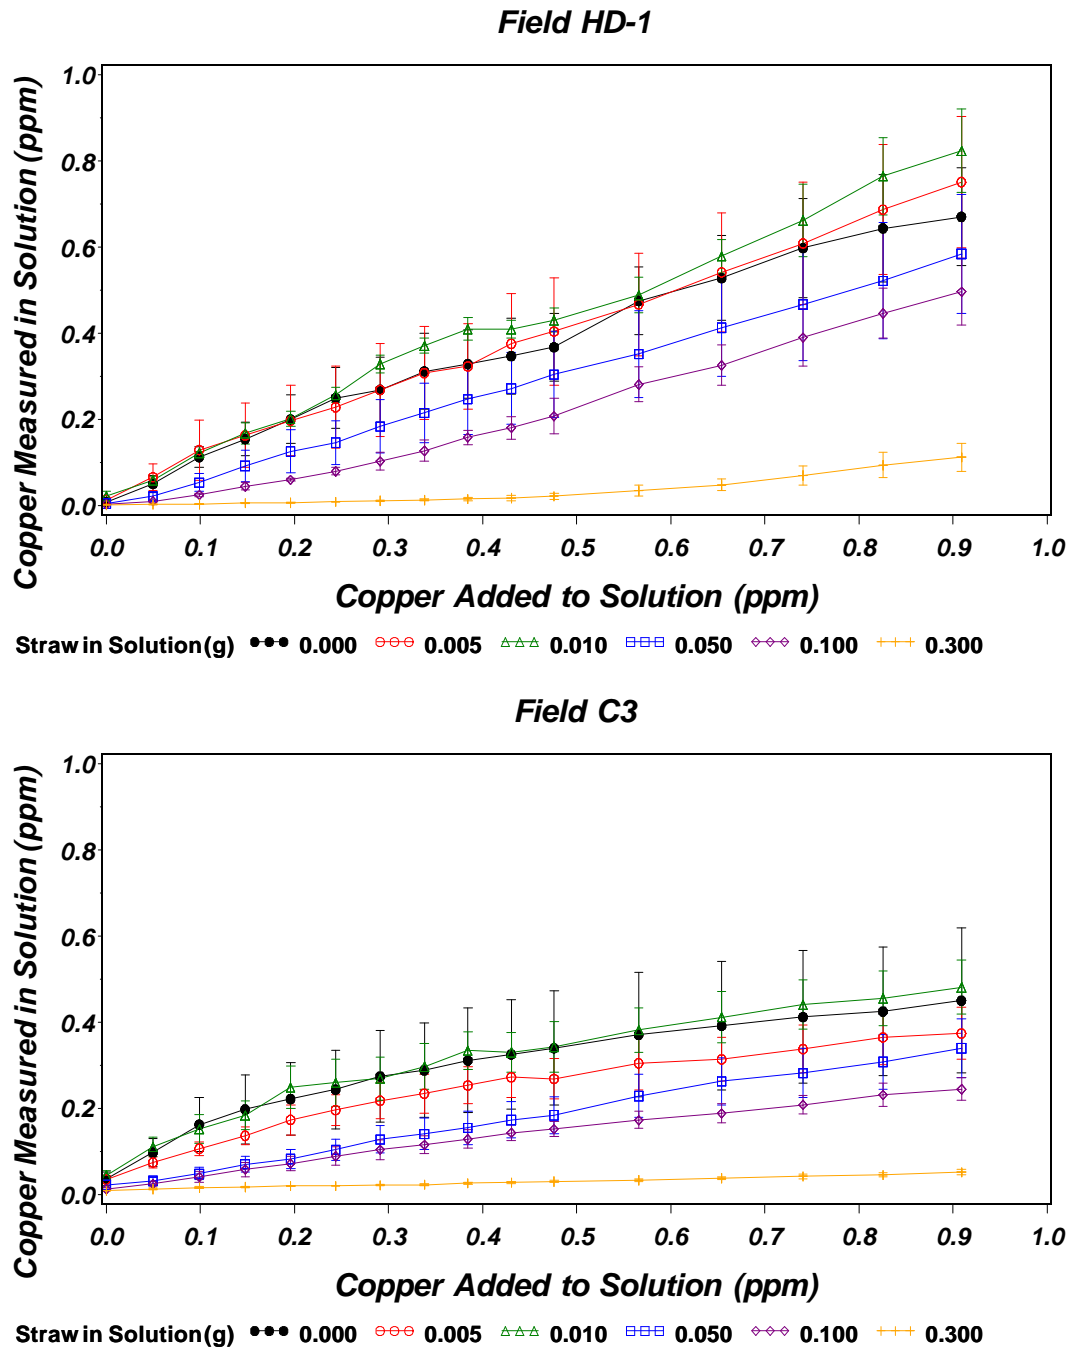 Field HD-1
Copper Measured in Solution (ppm)
1.0
0.8
0.6
0.4
0.2
0.0
0.0 0.1 0.2 0.3 0.4 0.5 0.6 0.7 0.8 0.9 1.0
Copper Added to Solution (ppm)
Straw in Solution (g) 0.000 0.005 0.010 0.050 0.100 0.300
Field C3
Copper Measured in Solution (ppm)
1.0
0.8
0.6
0.4
0.2
0.0
0.0 0.1 0.2 0.3 0.4 0.5 0.6 0.7 0.8 0.9 1.0
Copper Added to Solution (ppm)
Straw in Solution (g) 0.000 0.005 0.010 0.050 0.100 0.300